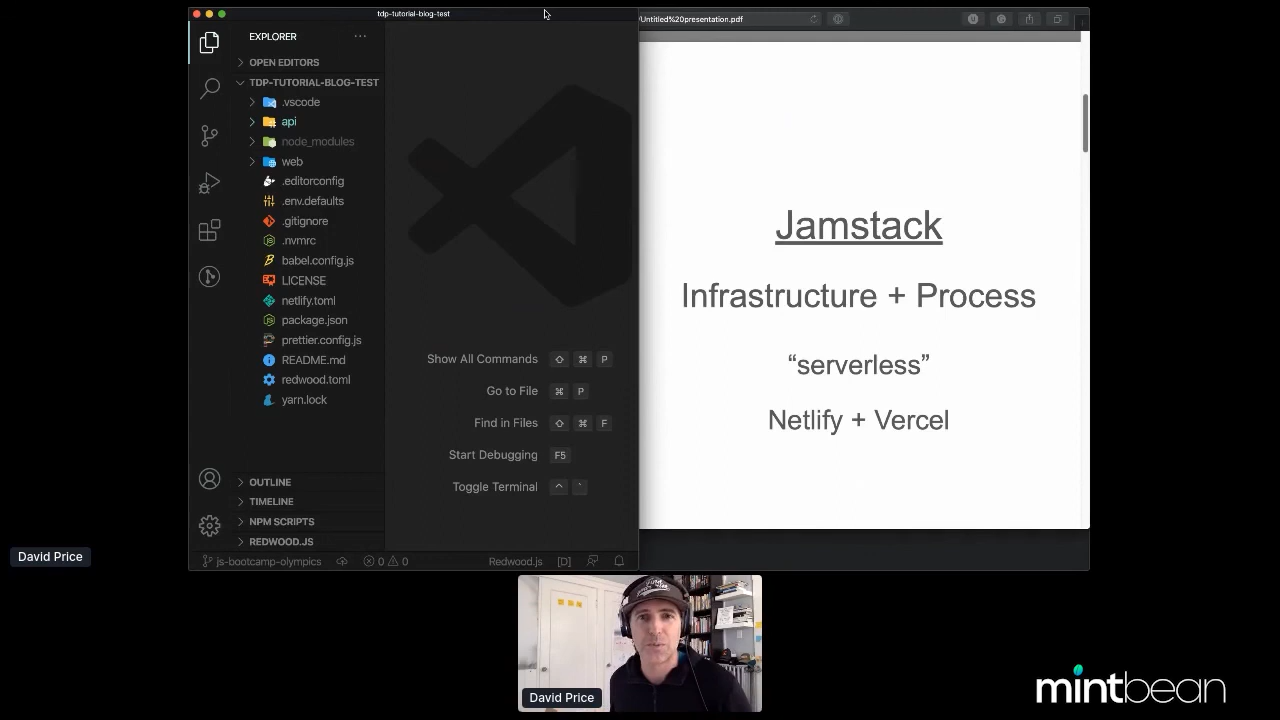 tdp-tutorial-blog-test
/Untitled%20presentation.pdf
EXPLORER
OPEN EDITORS
TDP-TUTORIAL-BLOG-TEST
.vscode
api
node_modules
web
.editorconfig
.env.defaults
.gitignore
.nvmrc
babel.config.js
LICENSE
netlify.toml
package.json
prettier.config.js
README.md
redwood.toml
yarn.lock
OUTLINE
TIMELINE
NPM SCRIPTS
REDWOOD.JS
js-bootcamp-olympics
0 0
Redwood.js
[D]
Show All Commands ⇧ ⌘ P
Go to File ⌘ P
Find in Files ⇧ ⌘ F
Start Debugging F5
Toggle Terminal ^ `
Jamstack
Infrastructure + Process
“serverless”
Netlify + Vercel
David Price
David Price
mintbean